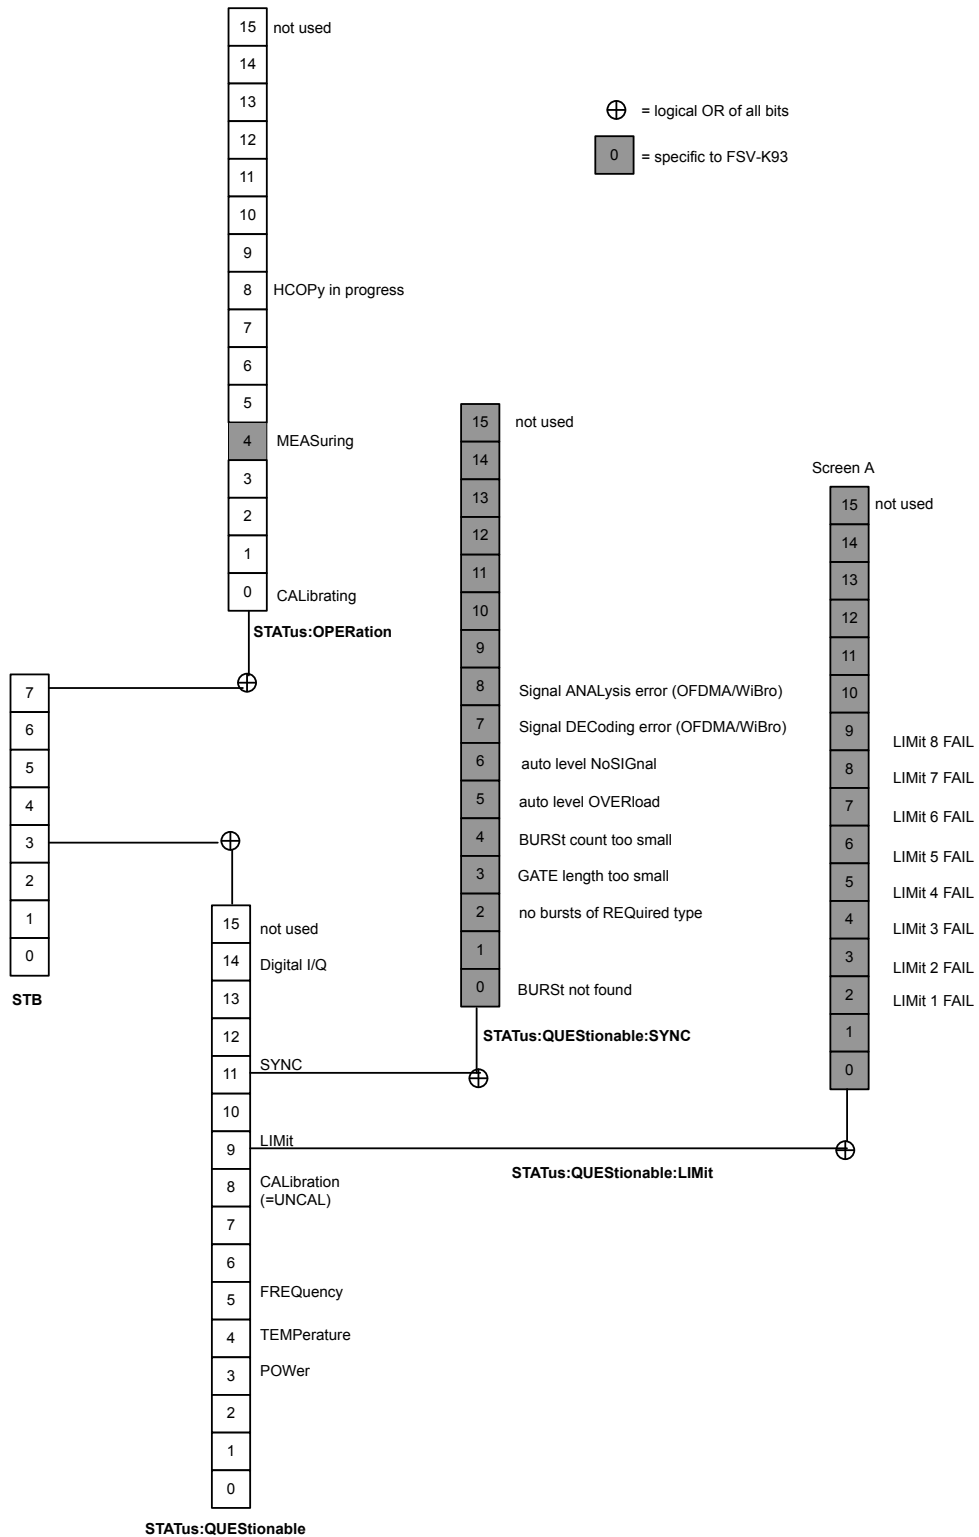 15 not used
14
13
12
11
10
9
8 HCOPy in progress
7
6
5
4 MEASuring
3
2
1
0 CALibrating
STATus:OPERation
= logical OR of all bits
0 = specific to FSV-K93
7
6
5
4
3
2
1
0
STB
15 not used
14 Digital I/Q
13
12
11 SYNC
10
9 LIMit
8 CALibration
(=UNCAL)
7
6
5 FREQuency
4 TEMPerature
3 POWer
2
1
0
STATus:QUEStionable
15 not used
14
13
12
11
10
9
8 Signal ANALysis error (OFDMA/WiBro)
7 Signal DECoding error (OFDMA/WiBro)
6 auto level NoSIGnal
5 auto level OVERload
4 BURSt count too small
3 GATE length too small
2 no bursts of REQuired type
1
0 BURSt not found
STATus:QUEStionable:SYNC
Screen A
15 not used
14
13
12
11
10
9 LIMit 8 FAIL
8 LIMit 7 FAIL
7 LIMit 6 FAIL
6 LIMit 5 FAIL
5 LIMit 4 FAIL
4 LIMit 3 FAIL
3 LIMit 2 FAIL
2 LIMit 1 FAIL
1
0
STATus:QUEStionable:LIMit